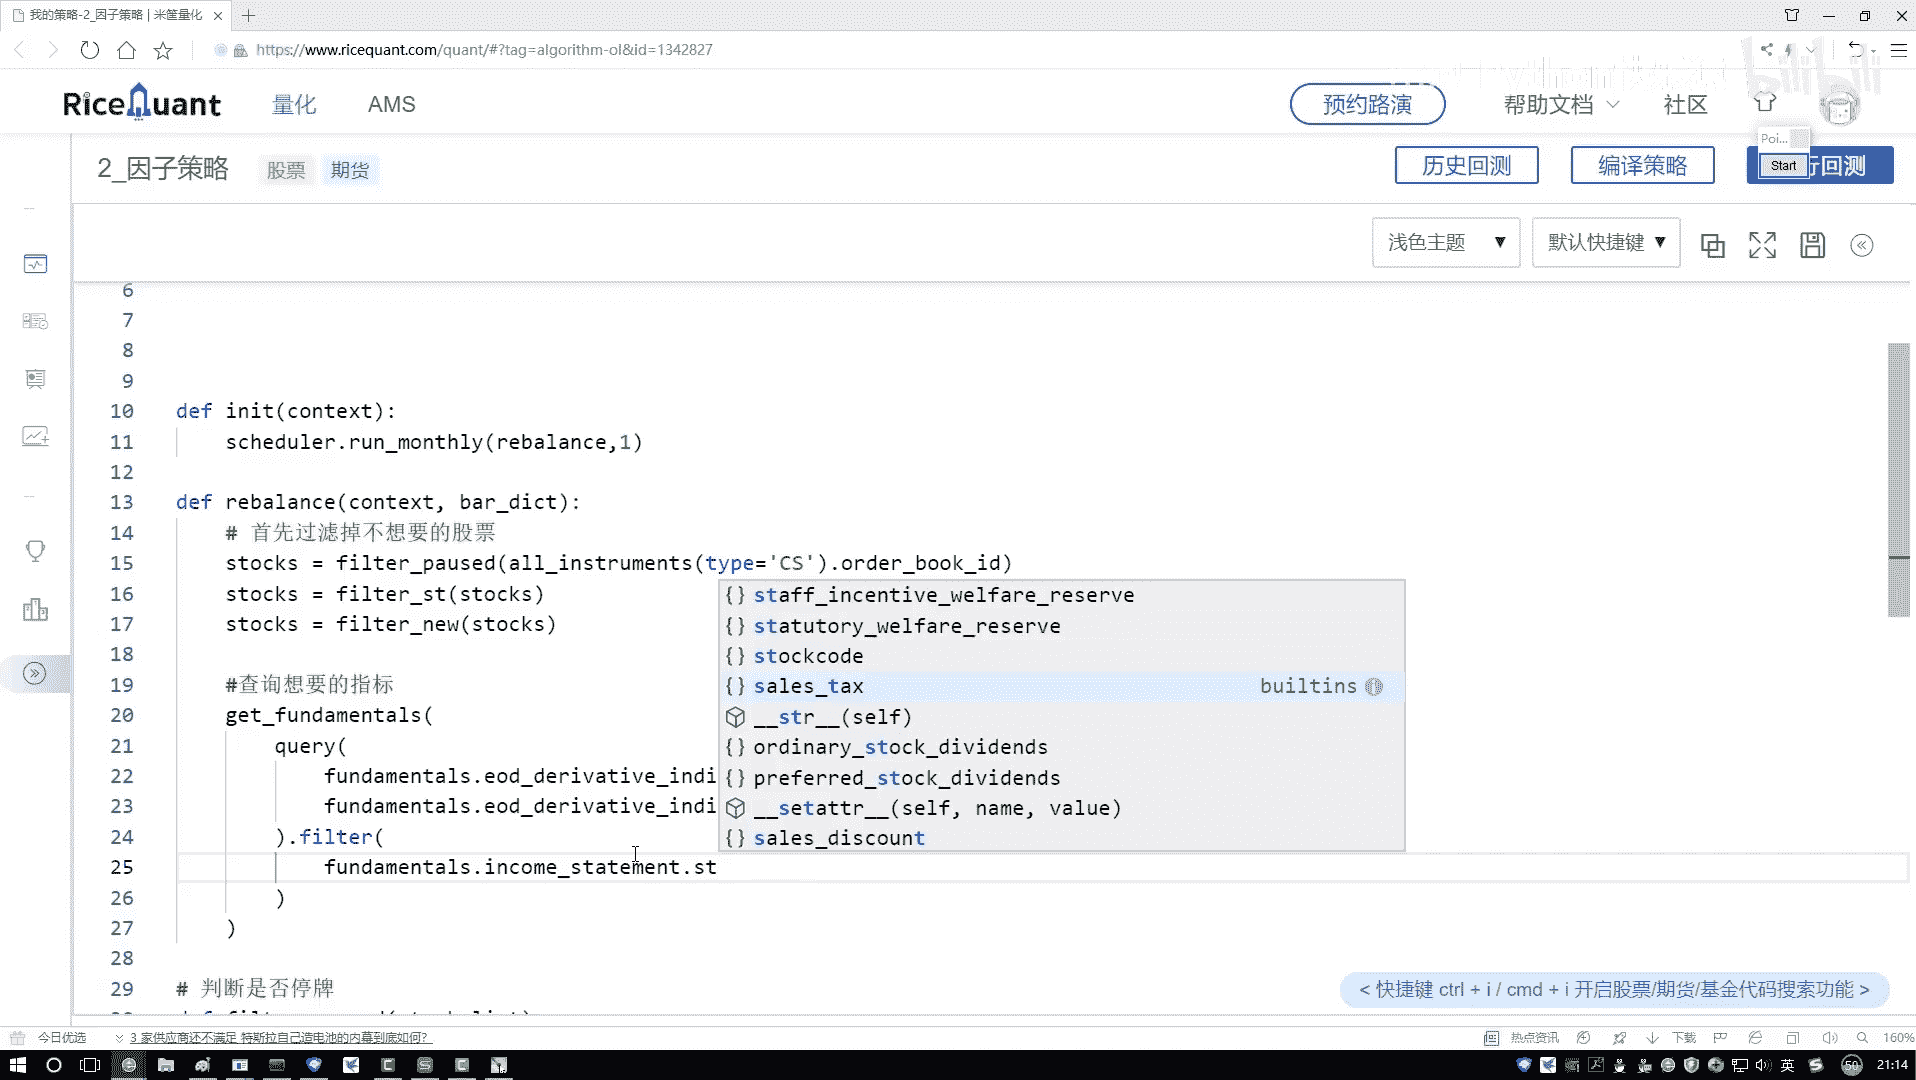 我的策略-2_因子策略 | 米筐量化
https://www.ricequant.com/quant/#?tag=algorithm-ol&id=1342827
RiceQuant 量化 AMS 预约路演 帮助文档 社区
Poi...
2_因子策略 股票 期货 历史回测 编译策略 Start 行回测
浅色主题 ▼ 默认快捷键 ▼
6
7
8
9
10 def init(context):
11 scheduler.run_monthly(rebalance,1)
12
13 def rebalance(context, bar_dict):
14 # 首先过滤掉不想要的股票
15 stocks = filter_paused(all_instruments(type='CS').order_book_id)
16 stocks = filter_st(stocks)
17 stocks = filter_new(stocks)
18
19 #查询想要的指标
20 get_fundamentals(
21 query(
22 fundamentals.eod_derivative_indi
23 fundamentals.eod_derivative_indi
24 ).filter(
25 fundamentals.income_statement.st
26 )
27 )
28
29 # 判断是否停牌
{} staff_incentive_welfare_reserve
{} statutory_welfare_reserve
{} stockcode
{} sales_tax builtins
__str__(self)
{} ordinary_stock_dividends
{} preferred_stock_dividends
__setattr__(self, name, value)
{} sales_discount
< 快捷键 ctrl + i / cmd + i 开启股票/期货/基金代码搜索功能 >
今日优选 3 家供应商还不满足 特斯拉自己造电池的内幕到底如何? 热点资讯 下载 160%
英 50 21:14